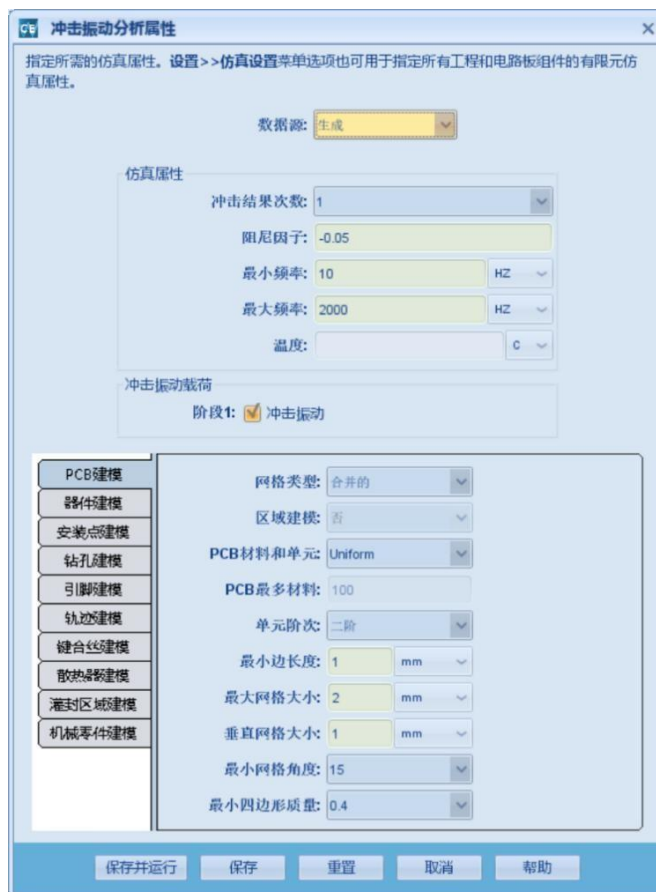 冲击振动分析属性
指定所需的仿真属性。设置>>仿真设置菜单选项也可用于指定所有工程和电路板组件的有限元仿
真属性。
数据源: 生成
仿真属性
冲击结果次数: 1
阻尼因子: -0.05
最小频率: 10 HZ
最大频率: 2000 HZ
温度: C
冲击振动载荷
阶段1: 冲击振动
PCB建模
器件建模
安装点建模
钻孔建模
引脚建模
轨迹建模
键合丝建模
散热器建模
灌封区域建模
机械零件建模
网格类型: 合并的
区域建模: 否
PCB材料和单元: Uniform
PCB最多材料: 100
单元阶次: 二阶
最小边长度: 1 mm
最大网格大小: 2 mm
垂直网格大小: 1 mm
最小网格角度: 15
最小四边形质量: 0.4
保存并运行 保存 重置 取消 帮助